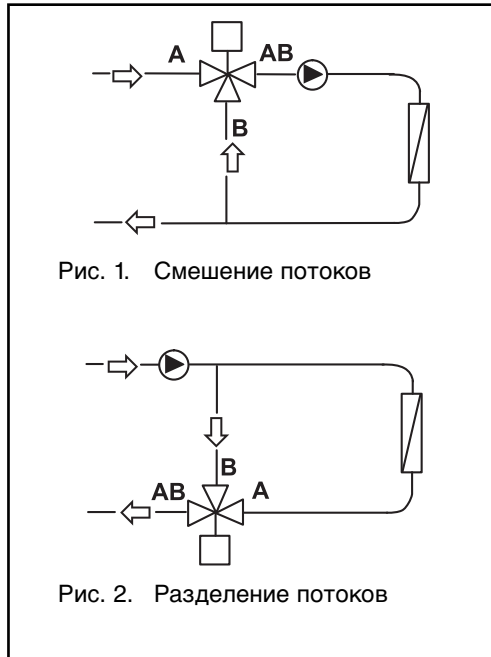 A AB
B
Рис. 1. Смешение потоков
B
AB A
Рис. 2. Разделение потоков